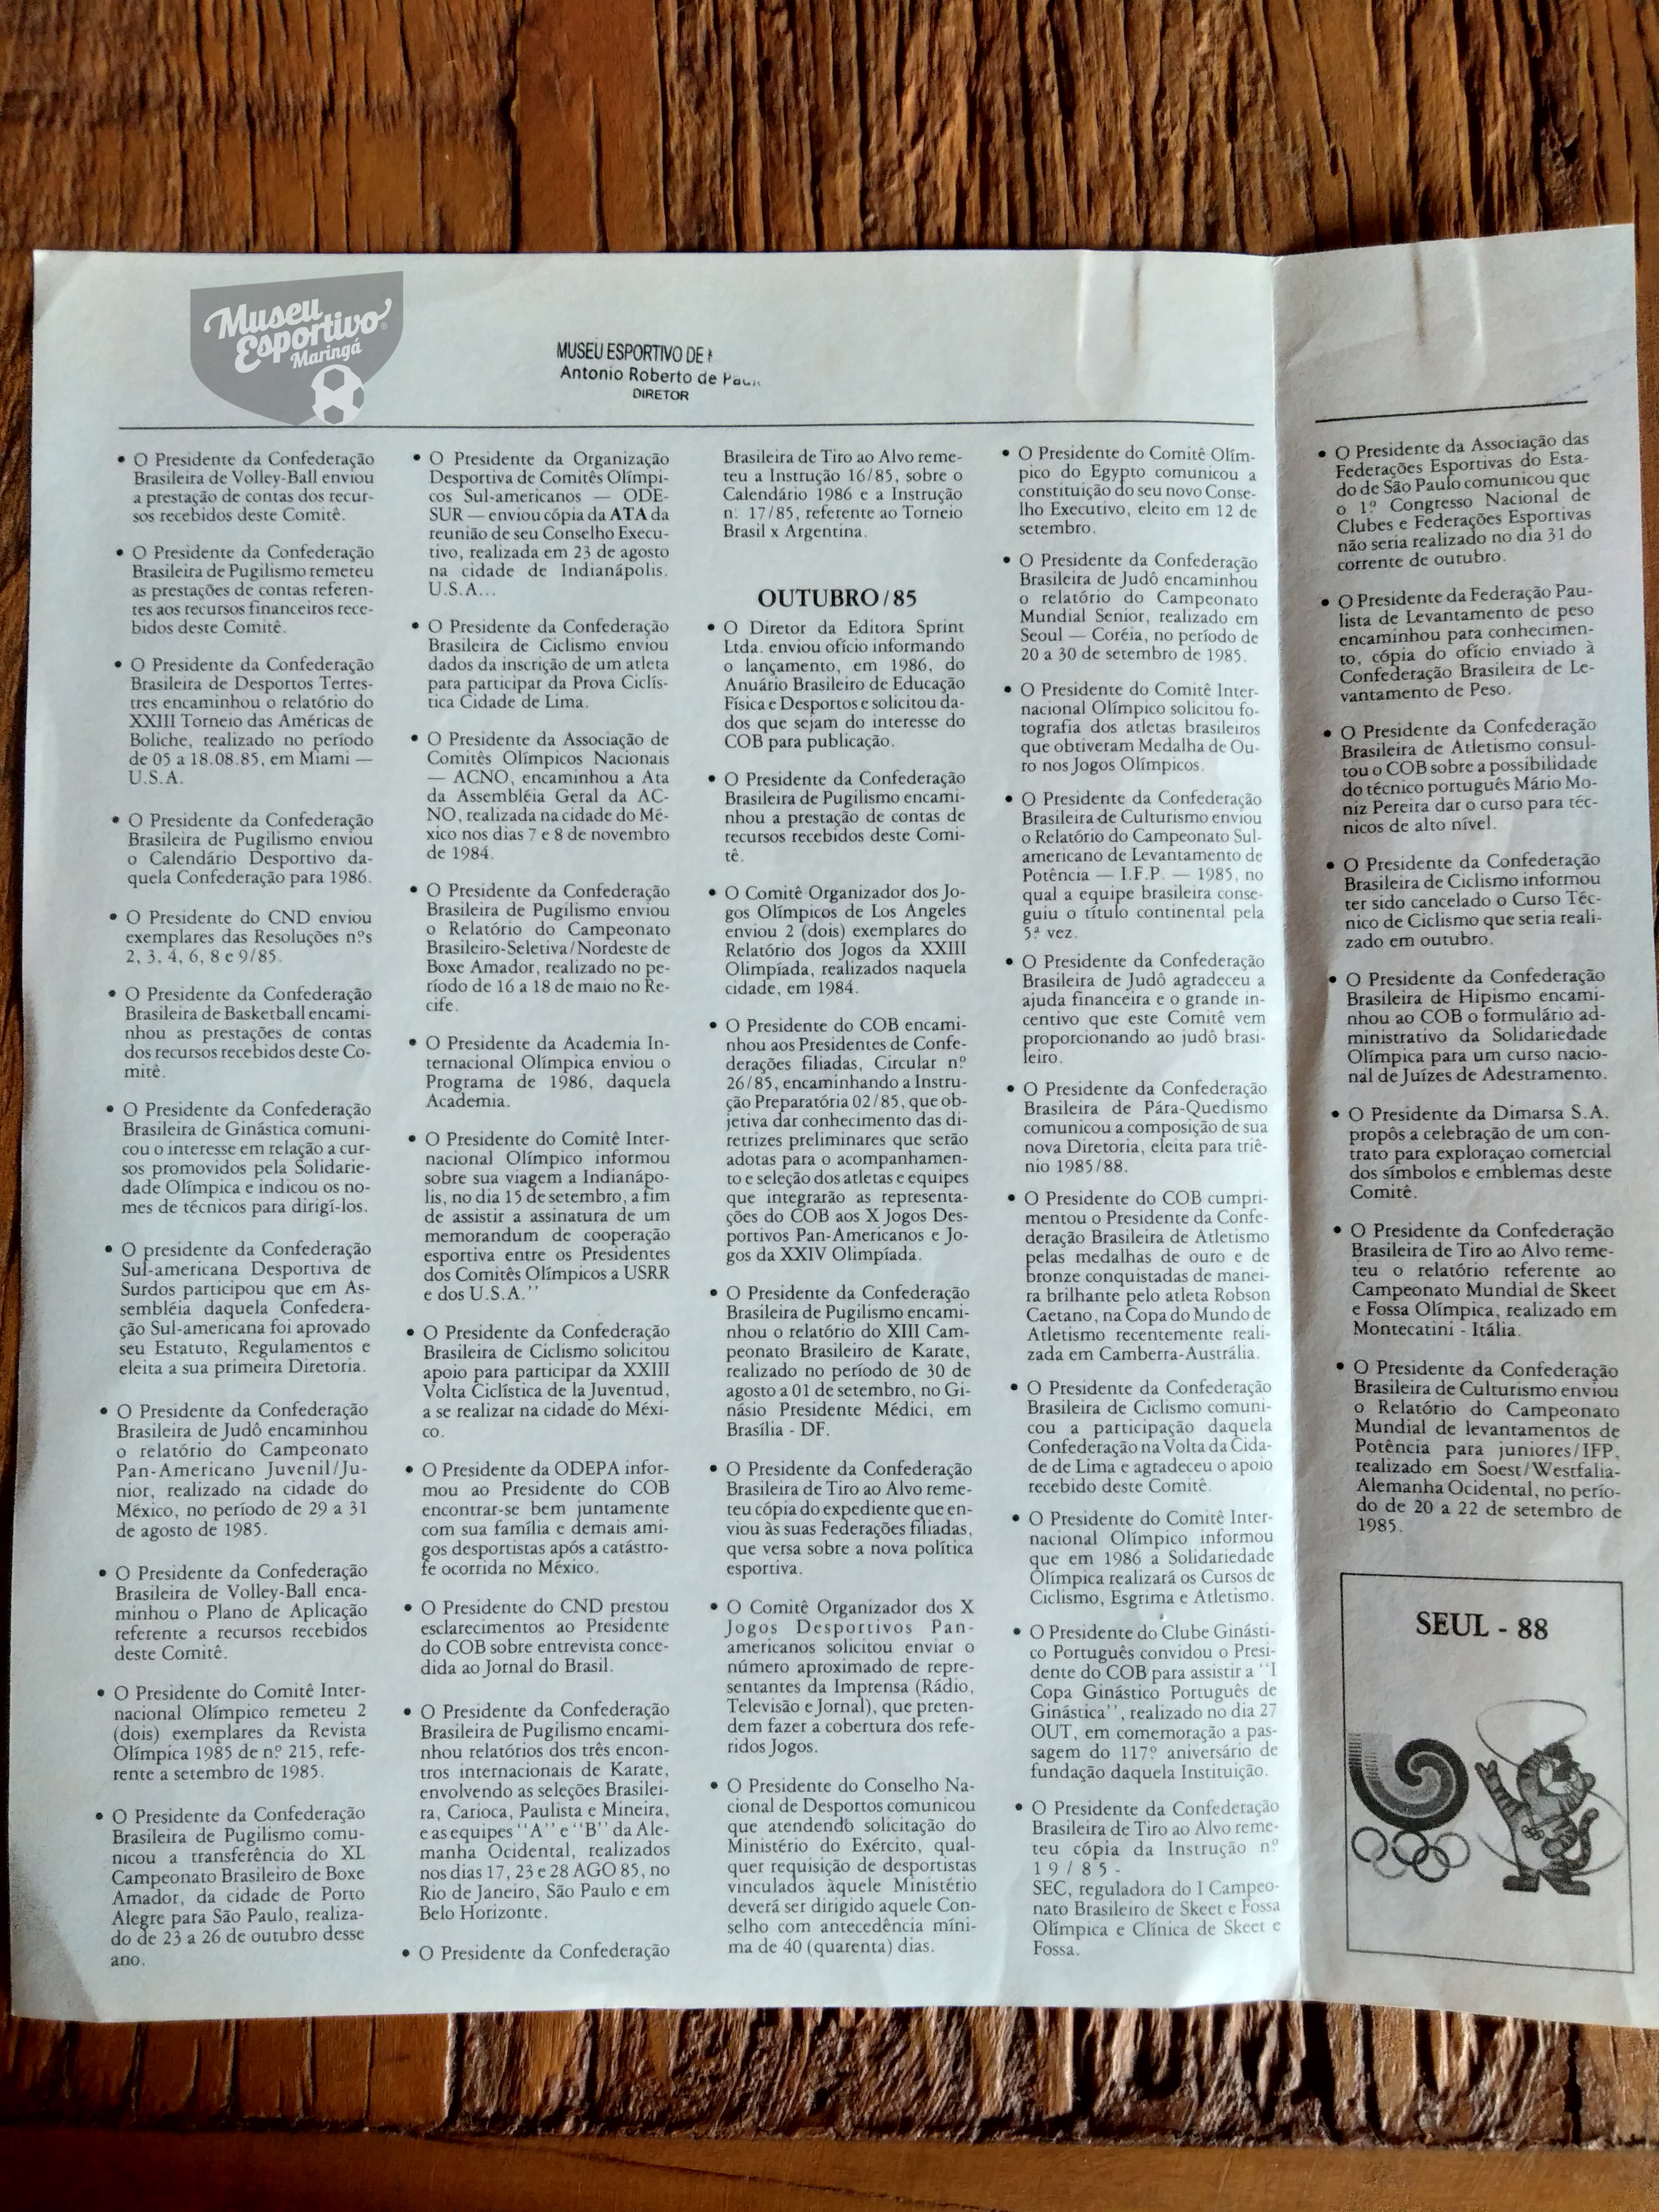 Museu
Esportivo
Maringá
MUSEU ESPORTIVO DE
Antonio Roberto de
DIRETOR
• O Presidente da Confederação
Brasileira de Volley-Ball enviou
a prestação de contas dos recur-
sos recebidos deste Comitê.
• O Presidente da Confederação
Brasileira de Pugilismo remeteu
as prestações de contas referen-
tes aos recursos financeiros rece-
bidos deste Comitê.
• O Presidente da Confederação
Brasileira de Desportos Terres-
tres encaminhou o relatório do
XXIII Torneio das Américas de
Boliche, realizado no período
de 05 a 18.08.85, em Miami —
U.S.A.
• O Presidente da Confederação
Brasileira de Pugilismo enviou
o Calendário Desportivo da-
quela Confederação para 1986.
• O Presidente do CND enviou
exemplares das Resoluções n.ºs
2, 3, 4, 6, 8 e 9/85.
• O Presidente da Confederação
Brasileira de Basketball encami-
nhou as prestações de contas
dos recursos recebidos deste Co-
mitê.
• O Presidente da Confederação
Brasileira de Ginástica comuni-
cou o interesse em relação a cur-
sos promovidos pela Solidarie-
dade Olímpica e indicou os no-
mes de técnicos para dirigí-los.
• O presidente da Confederação
Sul-americana Desportiva de
Surdos participou que em As-
sembléia daquela Confedera-
ção Sul-americana foi aprovado
seu Estatuto, Regulamentos e
eleita a sua primeira Diretoria.
• O Presidente da Confederação
Brasileira de Judô encaminhou
o relatório do Campeonato
Pan-Americano Juvenil/Ju-
nior, realizado na cidade do
México, no período de 29 a 31
de agosto de 1985.
• O Presidente da Confederação
Brasileira de Volley-Ball enca-
minhou o Plano de Aplicação
referente a recursos recebidos
deste Comitê.
• O Presidente do Comitê Inter-
nacional Olímpico remeteu 2
(dois) exemplares da Revista
Olímpica 1985 de n.º 215, refe-
rente a setembro de 1985.
• O Presidente da Confederação
Brasileira de Pugilismo comu-
nicou a transferência do XL
Campeonato Brasileiro de Boxe
Amador, da cidade de Porto
Alegre para São Paulo, realiza-
do de 23 a 26 de outubro desse
ano.
• O Presidente da Organização
Desportiva de Comitês Olímpi-
cos Sul-americanos — ODE-
SUR — enviou cópia da ATA da
reunião de seu Conselho Execu-
tivo, realizada em 23 de agosto
na cidade de Indianápolis.
U.S.A...
• O Presidente da Confederação
Brasileira de Ciclismo enviou
dados da inscrição de um atleta
para participar da Prova Ciclís-
tica Cidade de Lima.
• O Presidente da Associação de
Comitês Olímpicos Nacionais
— ACNO, encaminhou a Ata
da Assembléia Geral da AC-
NO, realizada na cidade do Mé-
xico nos dias 7 e 8 de novembro
de 1984.
• O Presidente da Confederação
Brasileira de Pugilismo enviou
o Relatório do Campeonato
Brasileiro-Seletiva/Nordeste de
Boxe Amador, realizado no pe-
ríodo de 16 a 18 de maio no Re-
cife.
• O Presidente da Academia In-
ternacional Olímpica enviou o
Programa de 1986, daquela
Academia.
• O Presidente do Comitê Inter-
nacional Olímpico informou
sobre sua viagem a Indianápo-
lis, no dia 15 de setembro, a fim
de assistir a assinatura de um
memorandum de cooperação
esportiva entre os Presidentes
dos Comitês Olímpicos a USRR
e dos U.S.A.''
• O Presidente da Confederação
Brasileira de Ciclismo solicitou
apoio para participar da XXIII
Volta Ciclística de la Juventud,
a se realizar na cidade do Méxi-
co.
• O Presidente da ODEPA infor-
mou ao Presidente do COB
encontrar-se bem juntamente
com sua família e demais ami-
gos desportistas após a catástro-
fe ocorrida no México.
• O Presidente do CND prestou
esclarecimentos ao Presidente
do COB sobre entrevista conce-
dida ao Jornal do Brasil.
• O Presidente da Confederação
Brasileira de Pugilismo encami-
nhou relatórios dos três encon-
tros internacionais de Karate,
envolvendo as seleções Brasilei-
ra, Carioca, Paulista e Mineira,
e as equipes ''A'' e ''B'' da Ale-
manha Ocidental, realizados
nos dias 17, 23 e 28 AGO 85, no
Rio de Janeiro, São Paulo e em
Belo Horizonte.
• O Presidente da Confederação
Brasileira de Tiro ao Alvo reme-
teu a Instrução 16/85, sobre o
Calendário 1986 e a Instrução
n. 17/85, referente ao Torneio
Brasil x Argentina.
OUTUBRO/85
• O Diretor da Editora Sprint
Ltda. enviou ofício informando
o lançamento, em 1986, do
Anuário Brasileiro de Educação
Física e Desportos e solicitou da-
dos que sejam do interesse do
COB para publicação.
• O Presidente da Confederação
Brasileira de Pugilismo encami-
nhou a prestação de contas de
recursos recebidos deste Comi-
tê.
• O Comitê Organizador dos Jo-
gos Olímpicos de Los Angeles
enviou 2 (dois) exemplares do
Relatório dos Jogos da XXIII
Olimpíada, realizados naquela
cidade, em 1984.
• O Presidente do COB encami-
nhou aos Presidentes de Confe-
derações filiadas, Circular n.º
26/85, encaminhando a Instru-
ção Preparatória 02/85, que ob-
jetiva dar conhecimento das di-
retrizes preliminares que serão
adotas para o acompanhamen-
to e seleção dos atletas e equipes
que integrarão as representa-
ções do COB aos X Jogos Des-
portivos Pan-Americanos e Jo-
gos da XXIV Olimpíada.
• O Presidente da Confederação
Brasileira de Pugilismo encami-
nhou o relatório do XIII Cam-
peonato Brasileiro de Karate,
realizado no período de 30 de
agosto a 01 de setembro, no Gi-
násio Presidente Médici, em
Brasília - DF.
• O Presidente da Confederação
Brasileira de Tiro ao Alvo reme-
teu cópia do expediente que en-
viou às suas Federações filiadas,
que versa sobre a nova política
esportiva.
• O Comitê Organizador dos X
Jogos Desportivos Pan-
americanos solicitou enviar o
número aproximado de repre-
sentantes da Imprensa (Rádio,
Televisão e Jornal), que preten-
dem fazer a cobertura dos refe-
ridos Jogos.
• O Presidente do Conselho Na-
cional de Desportos comunicou
que atendendo solicitação do
Ministério do Exército, qual-
quer requisição de desportistas
vinculados àquele Ministério
deverá ser dirigido aquele Con-
selho com antecedência míni-
ma de 40 (quarenta) dias.
• O Presidente do Comitê Olím-
pico do Egypto comunicou a
constituição do seu novo Conse-
lho Executivo, eleito em 12 de
setembro.
• O Presidente da Confederação
Brasileira de Judô encaminhou
o relatório do Campeonato
Mundial Senior, realizado em
Seoul — Coréia, no período de
20 a 30 de setembro de 1985.
• O Presidente do Comitê Inter-
nacional Olímpico solicitou fo-
tografia dos atletas brasileiros
que obtiveram Medalha de Ou-
ro nos Jogos Olímpicos.
• O Presidente da Confederação
Brasileira de Culturismo enviou
o Relatório do Campeonato Sul-
americano de Levantamento de
Potência — I.F.P. — 1985, no
qual a equipe brasileira conse-
guiu o título continental pela
5.ª vez.
• O Presidente da Confederação
Brasileira de Judô agradeceu a
ajuda financeira e o grande in-
centivo que este Comitê vem
proporcionando ao judô brasi-
leiro.
• O Presidente da Confederação
Brasileira de Pára-Quedismo
comunicou a composição de sua
nova Diretoria, eleita para triê-
nio 1985/88.
• O Presidente do COB cumpri-
mentou o Presidente da Confe-
deração Brasileira de Atletismo
pelas medalhas de ouro e de
bronze conquistadas de manei-
ra brilhante pelo atleta Robson
Caetano, na Copa do Mundo de
Atletismo recentemente reali-
zada em Camberra-Austrália.
• O Presidente da Confederação
Brasileira de Ciclismo comuni-
cou a participação daquela
Confederação na Volta da Cida-
de de Lima e agradeceu o apoio
recebido deste Comitê.
• O Presidente do Comitê Inter-
nacional Olímpico informou
que em 1986 a Solidariedade
Olímpica realizará os Cursos de
Ciclismo, Esgrima e Atletismo.
• O Presidente do Clube Ginásti-
co Português convidou o Presi-
dente do COB para assistir a ''I
Copa Ginástico Português de
Ginástica'', realizado no dia 27
OUT, em comemoração a pas-
sagem do 117.º aniversário de
fundação daquela Instituição.
• O Presidente da Confederação
Brasileira de Tiro ao Alvo reme-
teu cópia da Instrução n.º
19/85-
SEC, reguladora do I Campeo-
nato Brasileiro de Skeet e Fossa
Olímpica e Clínica de Skeet e
Fossa.
• O Presidente da Associação das
Federações Esportivas do Esta-
do de São Paulo comunicou que
o 1.º Congresso Nacional de
Clubes e Federações Esportivas
não seria realizado no dia 31 do
corrente de outubro.
• O Presidente da Federação Pau-
lista de Levantamento de peso
encaminhou para conhecimen-
to, cópia do ofício enviado à
Confederação Brasileira de Le-
vantamento de Peso.
• O Presidente da Confederação
Brasileira de Atletismo consul-
tou o COB sobre a possibilidade
do técnico português Mário Mo-
niz Pereira dar o curso para téc-
nicos de alto nível.
• O Presidente da Confederação
Brasileira de Ciclismo informou
ter sido cancelado o Curso Téc-
nico de Ciclismo que seria reali-
zado em outubro.
• O Presidente da Confederação
Brasileira de Hipismo encami-
nhou ao COB o formulário ad-
ministrativo da Solidariedade
Olímpica para um curso nacio-
nal de Juízes de Adestramento.
• O Presidente da Dimarsa S.A.
propôs a celebração de um con-
trato para exploração comercial
dos símbolos e emblemas deste
Comitê.
• O Presidente da Confederação
Brasileira de Tiro ao Alvo reme-
teu o relatório referente ao
Campeonato Mundial de Skeet
e Fossa Olímpica, realizado em
Montecatini - Itália.
• O Presidente da Confederação
Brasileira de Culturismo enviou
o Relatório do Campeonato
Mundial de levantamentos de
Potência para juniores/IFP,
realizado em Soest/Westfalia-
Alemanha Ocidental, no perío-
do de 20 a 22 de setembro de
1985.
SEUL - 88